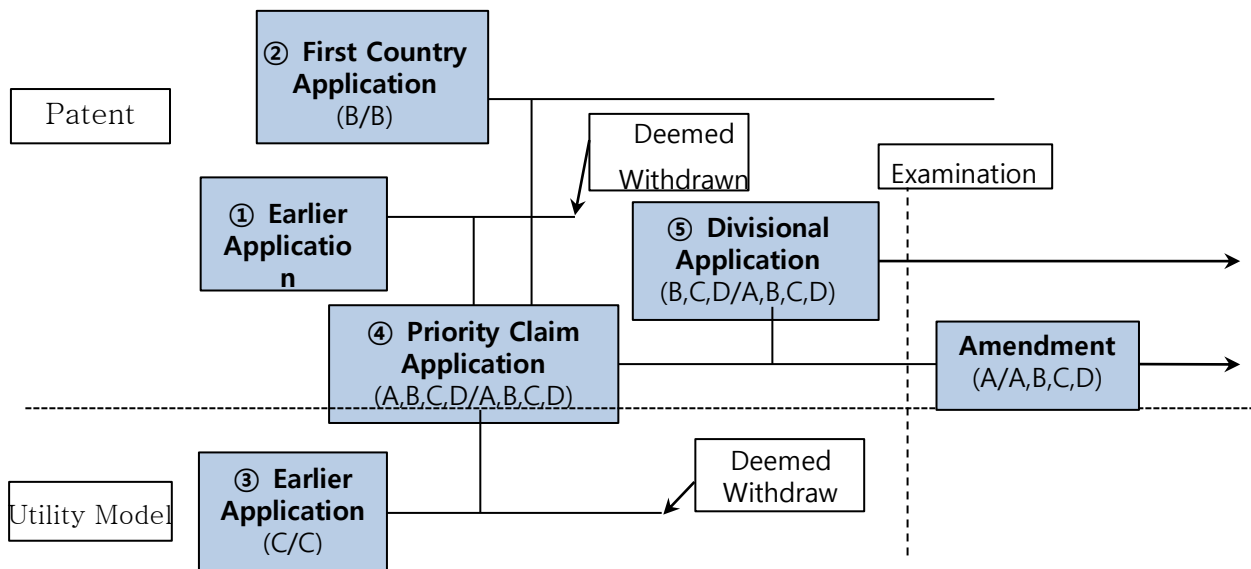 ② First Country
Application
(B/B)
Patent
Deemed
Withdrawn
Examination
① Earlier
Applicatio
n
⑤ Divisional
Application
(B,C,D/A,B,C,D)
④ Priority Claim
Application
(A,B,C,D/A,B,C,D)
Amendment
(A/A,B,C,D)
③ Earlier
Application
(C/C)
Deemed
Withdraw
Utility Model